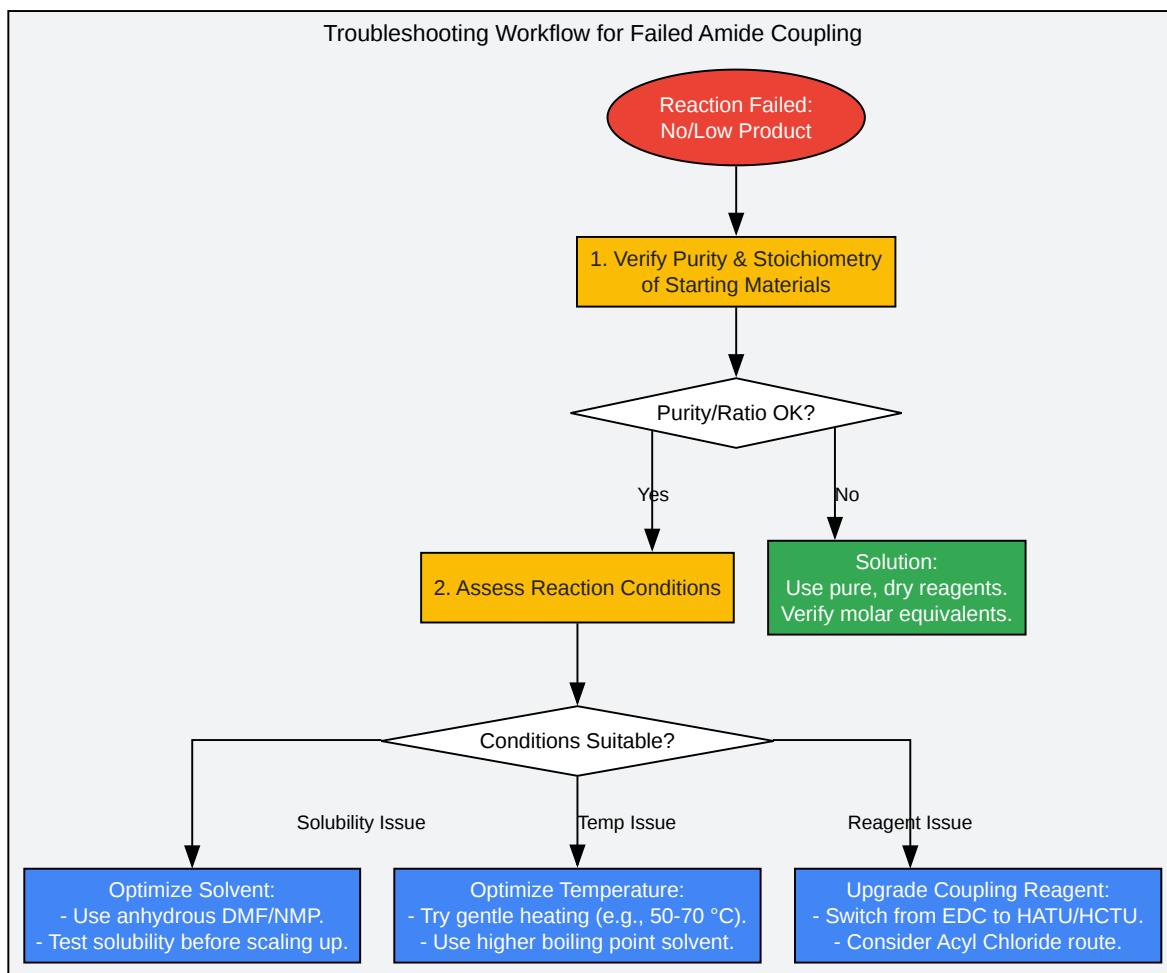 Troubleshooting Workflow for Failed Amide Coupling
Reaction Failed:
No/Low Product
1. Verify Purity & Stoichiometry
of Starting Materials
Purity/Ratio OK?
Yes
No
2. Assess Reaction Conditions
Solution:
Use pure, dry reagents.
Verify molar equivalents.
Conditions Suitable?
Solubility Issue
Temp Issue
Reagent Issue
Optimize Solvent:
- Use anhydrous DMF/NMP.
- Test solubility before scaling up.
Optimize Temperature:
- Try gentle heating (e.g., 50-70 °C).
- Use higher boiling point solvent.
Upgrade Coupling Reagent:
- Switch from EDC to HATU/HCTU.
- Consider Acyl Chloride route.